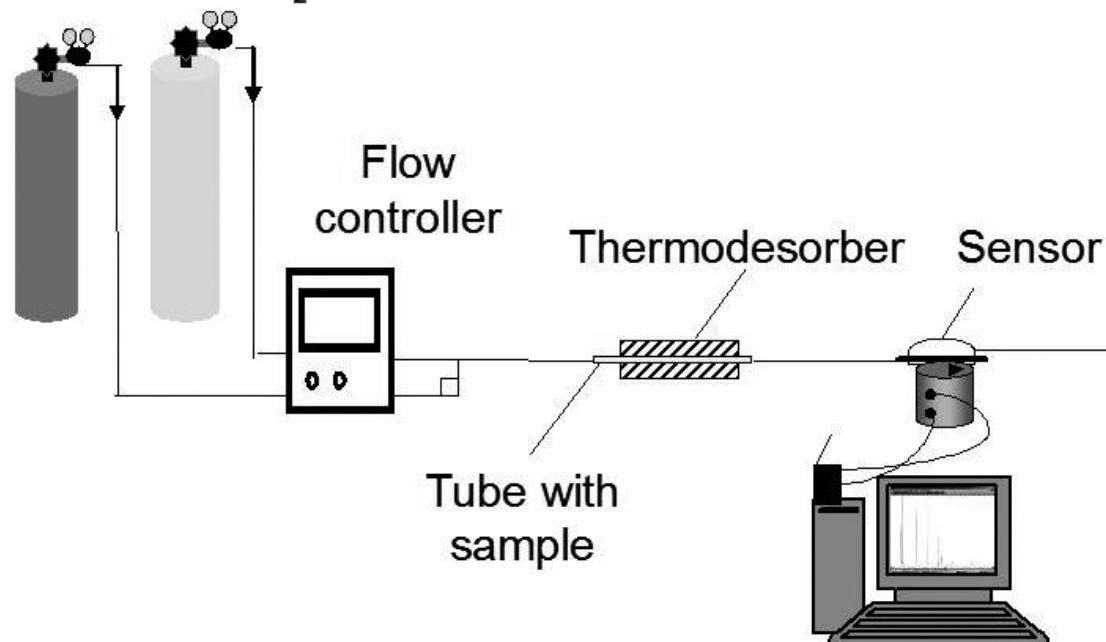 Flow
controller
Thermodesorber
Sensor
Tube with
sample